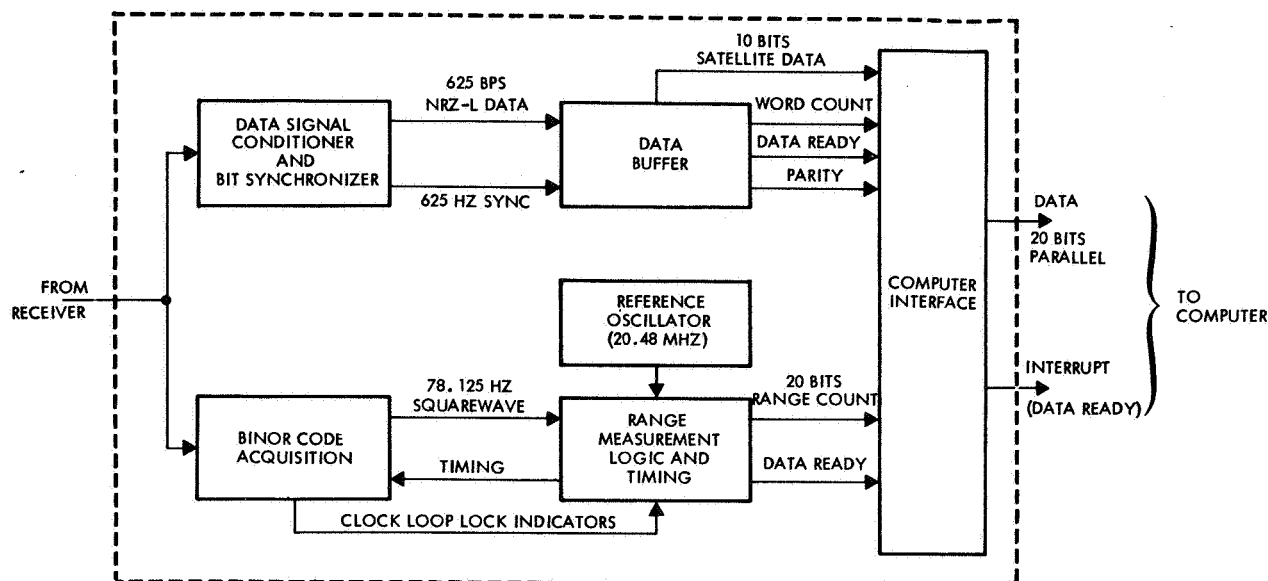 10 BITS
SATELLITE DATA
625 BPS
NRZ-L DATA
WORD COUNT
DATA SIGNAL
CONDITIONER
AND
BIT SYNCHRONIZER
DATA
BUFFER
DATA READY
PARITY
625 HZ SYNC
DATA
20 BITS
PARALLEL
FROM
RECEIVER
REFERENCE
OSCILLATOR
(20.48 MHZ)
COMPUTER
INTERFACE
TO
COMPUTER
78.125 HZ
SQUAREWAVE
20 BITS
RANGE COUNT
INTERRUPT
(DATA READY)
BINOR CODE
ACQUISITION
RANGE
MEASUREMENT
LOGIC AND
TIMING
TIMING
DATA READY
CLOCK LOOP LOCK INDICATORS